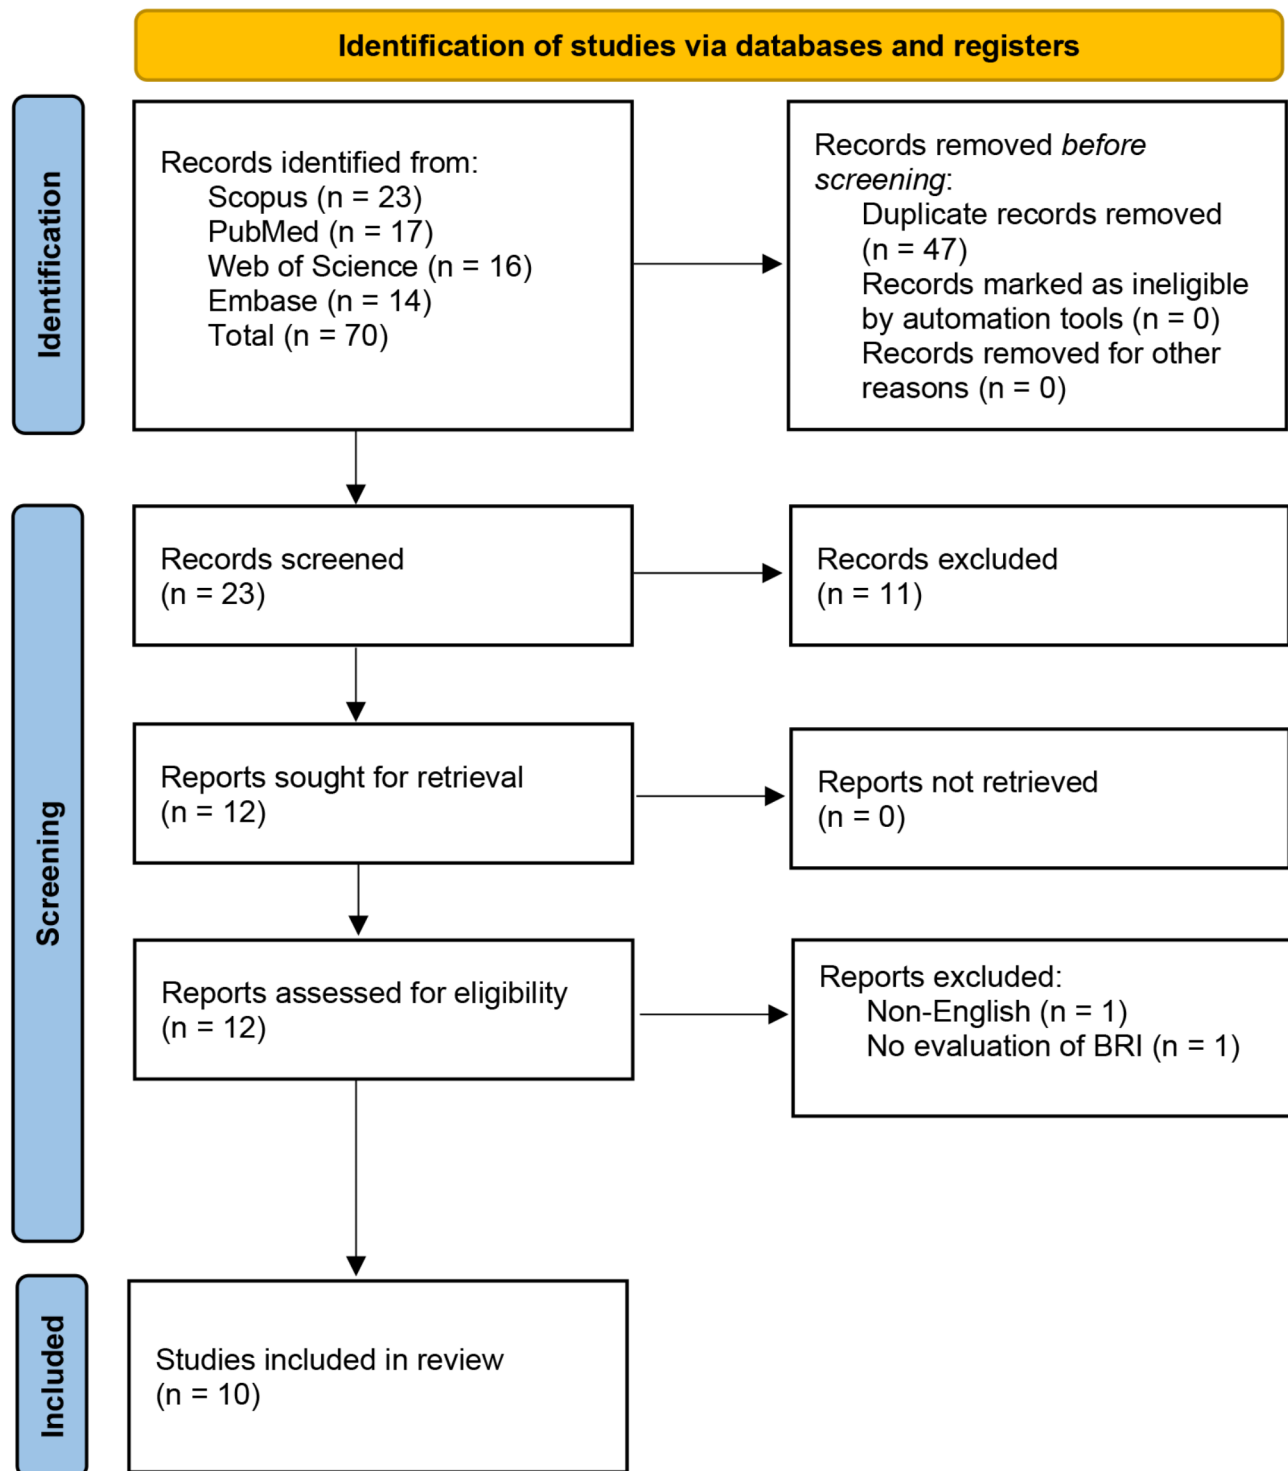 Identification of studies via databases and registers
Identification
Records identified from:
Scopus (n = 23)
PubMed (n = 17)
Web of Science (n = 16)
Embase (n = 14)
Total (n = 70)
Records removed before
screening:
Duplicate records removed
(n = 47)
Records marked as ineligible
by automation tools (n = 0)
Records removed for other
reasons (n = 0)
Screening
Records screened
(n = 23)
Records excluded
(n = 11)
Reports sought for retrieval
(n = 12)
Reports not retrieved
(n = 0)
Reports assessed for eligibility
(n = 12)
Reports excluded:
Non-English (n = 1)
No evaluation of BRI (n = 1)
Included
Studies included in review
(n = 10)